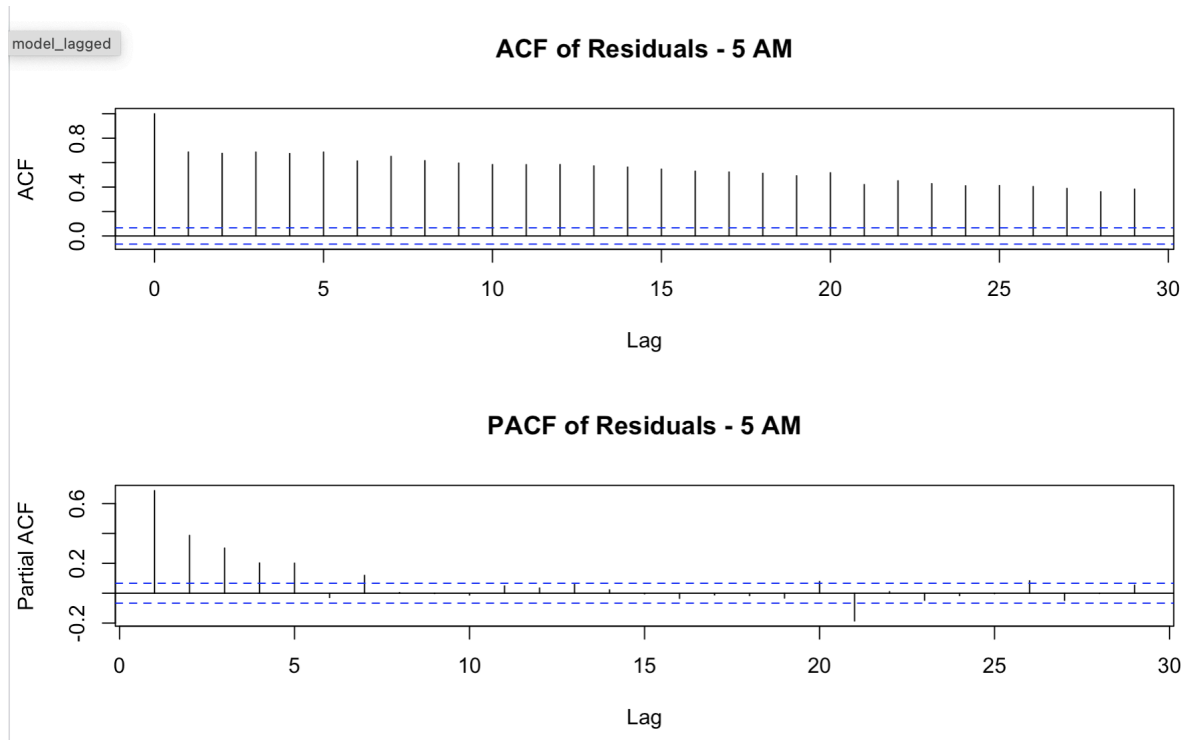 model_lagged
ACF of Residuals - 5 AM
ACF
0.0 0.4 0.8
0 5 10 15 20 25 30
Lag
PACF of Residuals - 5 AM
Partial ACF
-0.2 0.2 0.6
0 5 10 15 20 25 30
Lag